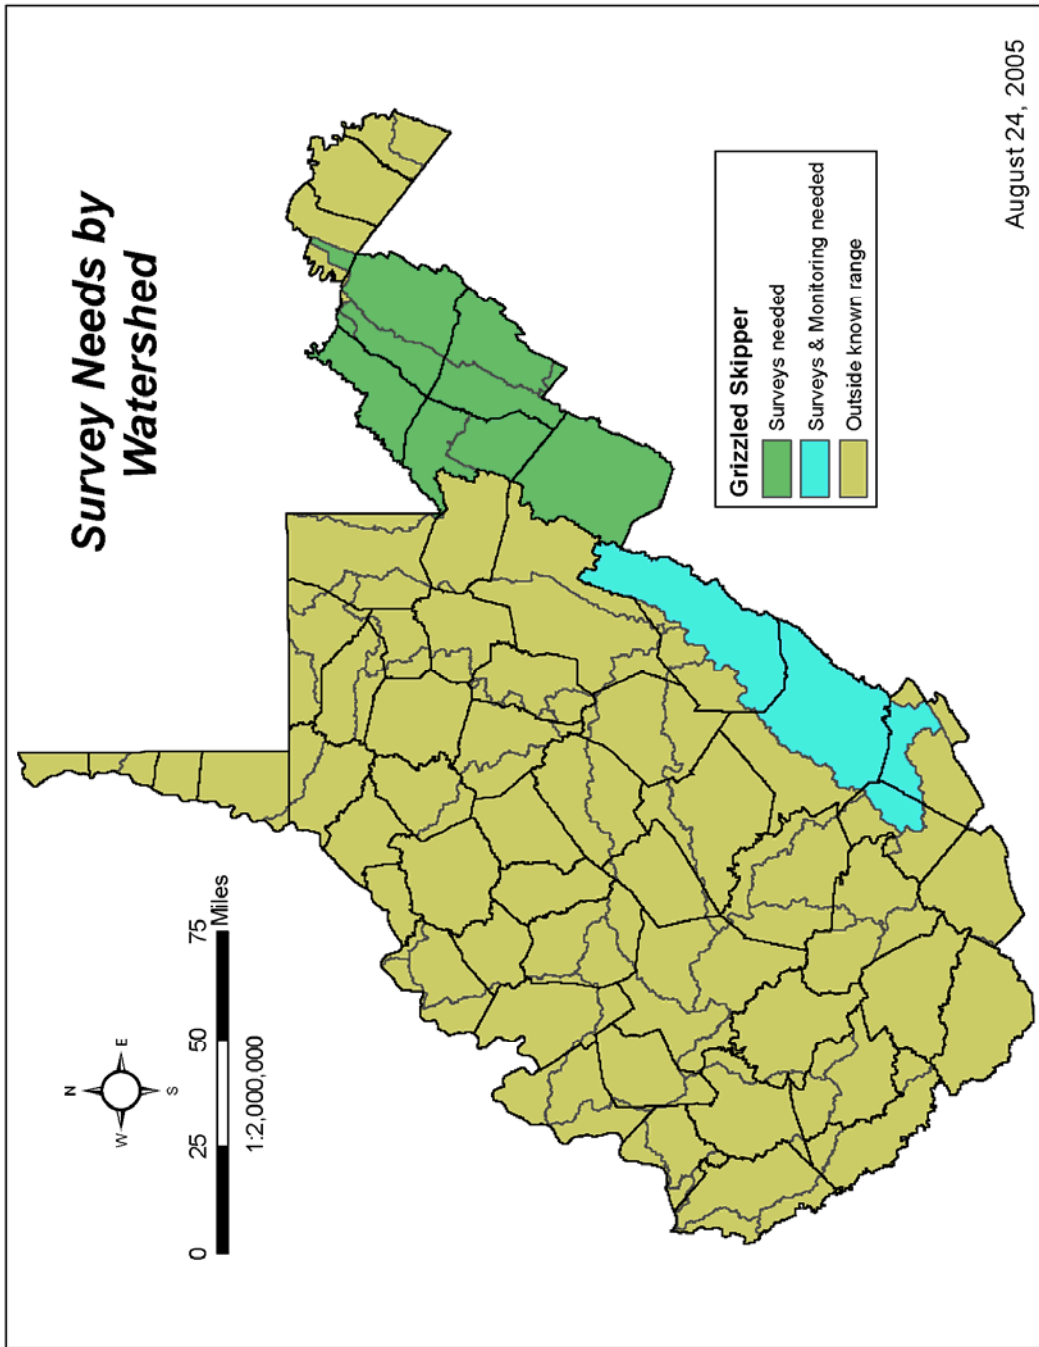 Survey Needs by
Watershed
N
W
E
S
0
25
50
75
Miles
1:2,000,000
Grizzled Skipper
Surveys needed
Surveys & Monitoring needed
Outside known range
August 24, 2005